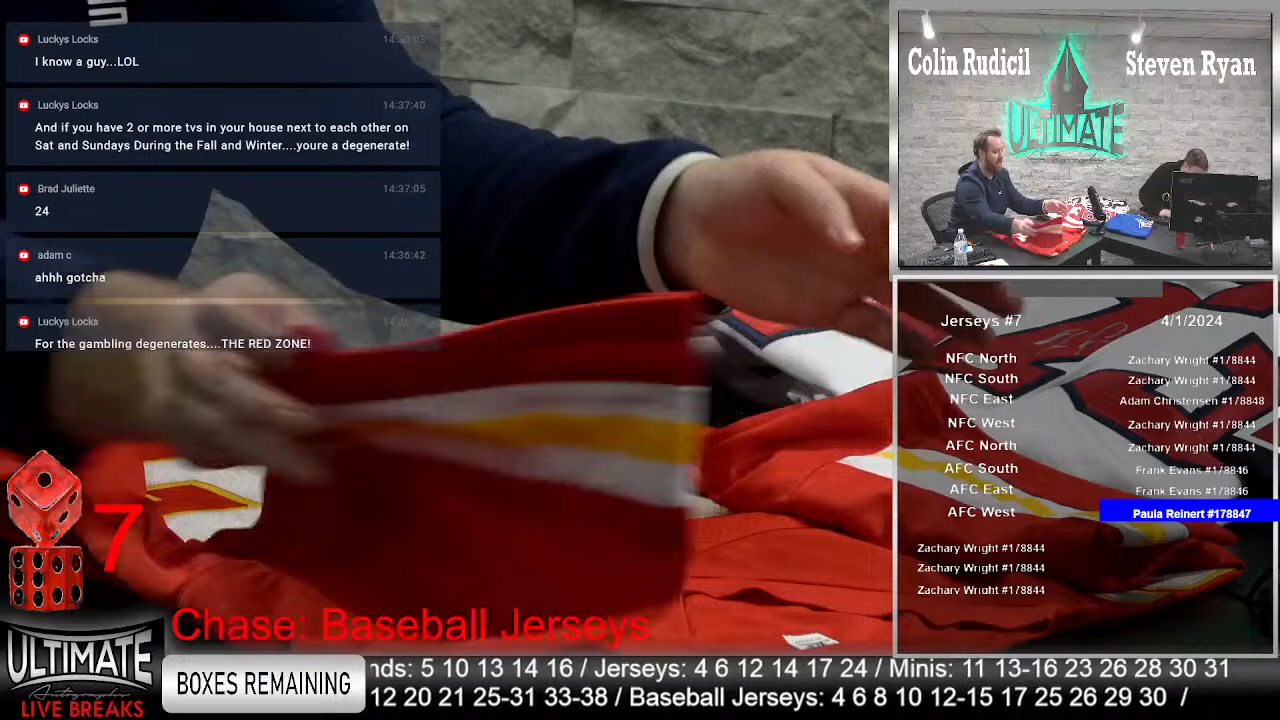 Luckys Locks
I know a guy...LOL
Luckys Locks 14:37:40
And if you have 2 or more tvs in your house next to each other on
Sat and Sundays During the Fall and Winter....youre a degenerate!
Brad Juliette 14:37:05
24
adam c 14:36:42
ahhh gotcha
Luckys Locks
For the gambling degenerates....THE RED ZONE!
7
Chase: Baseball Jerseys
ULTIMATE
Autographs
LIVE BREAKS
BOXES REMAINING
nds: 5 10 13 14 16 / Jerseys: 4 6 12 14 17 24 / Minis: 11 13-16 23 26 28 30 31
12 20 21 25-31 33-38 / Baseball Jerseys: 4 6 8 10 12-15 17 25 26 29 30 /
Colin Rudicil Steven Ryan
ULTIMATE
Jerseys #7 4/1/2024
NFC North Zachary Wright #178844
NFC South Zachary Wright #178844
NFC East Adam Christensen #178848
NFC West Zachary Wright #178844
AFC North Zachary Wright #178844
AFC South Frank Evans #178846
AFC East Frank Evans #178846
AFC West Paula Reinert #178847
Zachary Wright #178844
Zachary Wright #178844
Zachary Wright #178844